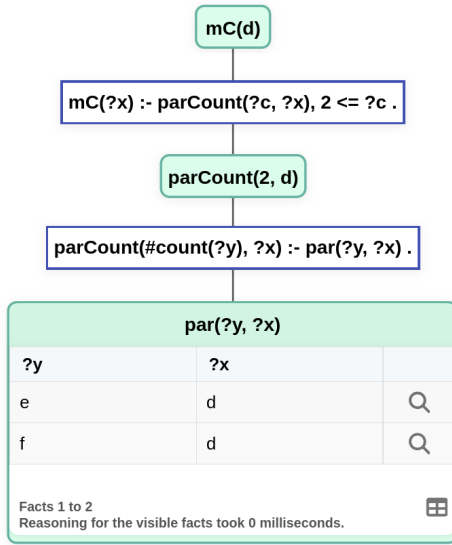 mC(d)
mC(?x) :- parCount(?c, ?x), 2 <= ?c .
parCount(2, d)
parCount(#count(?y), ?x) :- par(?y, ?x) .
par(?y, ?x)
?y ?x
e d
f d
Facts 1 to 2
Reasoning for the visible facts took 0 milliseconds.